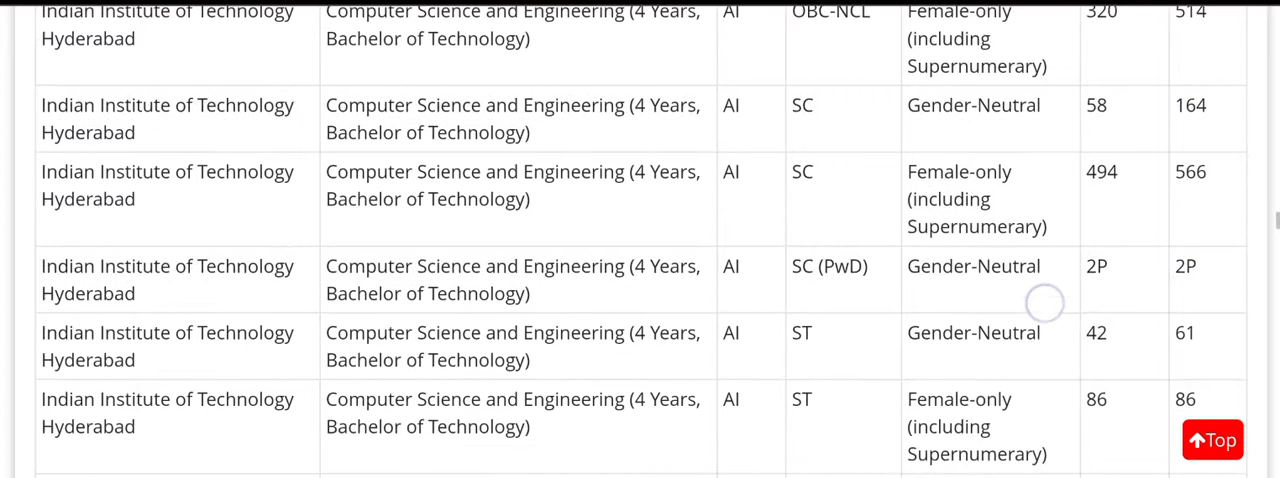 Indian Institute of Technology Computer Science and Engineering (4 Years, AI OBC-NCL Female-only 320 514
Hyderabad Bachelor of Technology) (including
Supernumerary)
Indian Institute of Technology Computer Science and Engineering (4 Years, AI SC Gender-Neutral 58 164
Hyderabad Bachelor of Technology)
Indian Institute of Technology Computer Science and Engineering (4 Years, AI SC Female-only 494 566
Hyderabad Bachelor of Technology) (including
Supernumerary)
Indian Institute of Technology Computer Science and Engineering (4 Years, AI SC (PwD) Gender-Neutral 2P 2P
Hyderabad Bachelor of Technology)
Indian Institute of Technology Computer Science and Engineering (4 Years, AI ST Gender-Neutral 42 61
Hyderabad Bachelor of Technology)
Indian Institute of Technology Computer Science and Engineering (4 Years, AI ST Female-only 86 86
Hyderabad Bachelor of Technology) (including
Supernumerary)
Top